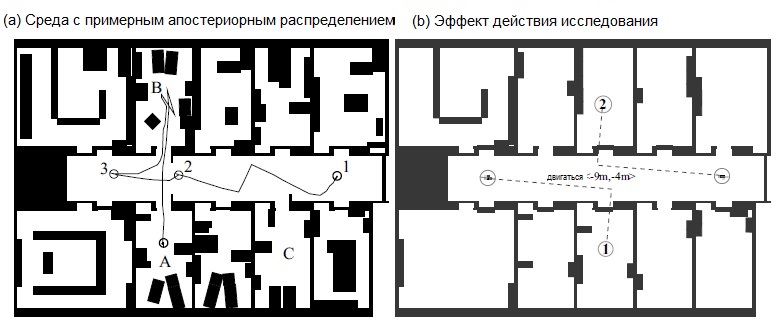 (a) Среда с примерным апостериорным распределением
(b) Эффект действия исследования
B
3
2
1
A
C
2
двигаться <-9m,-4m>
1